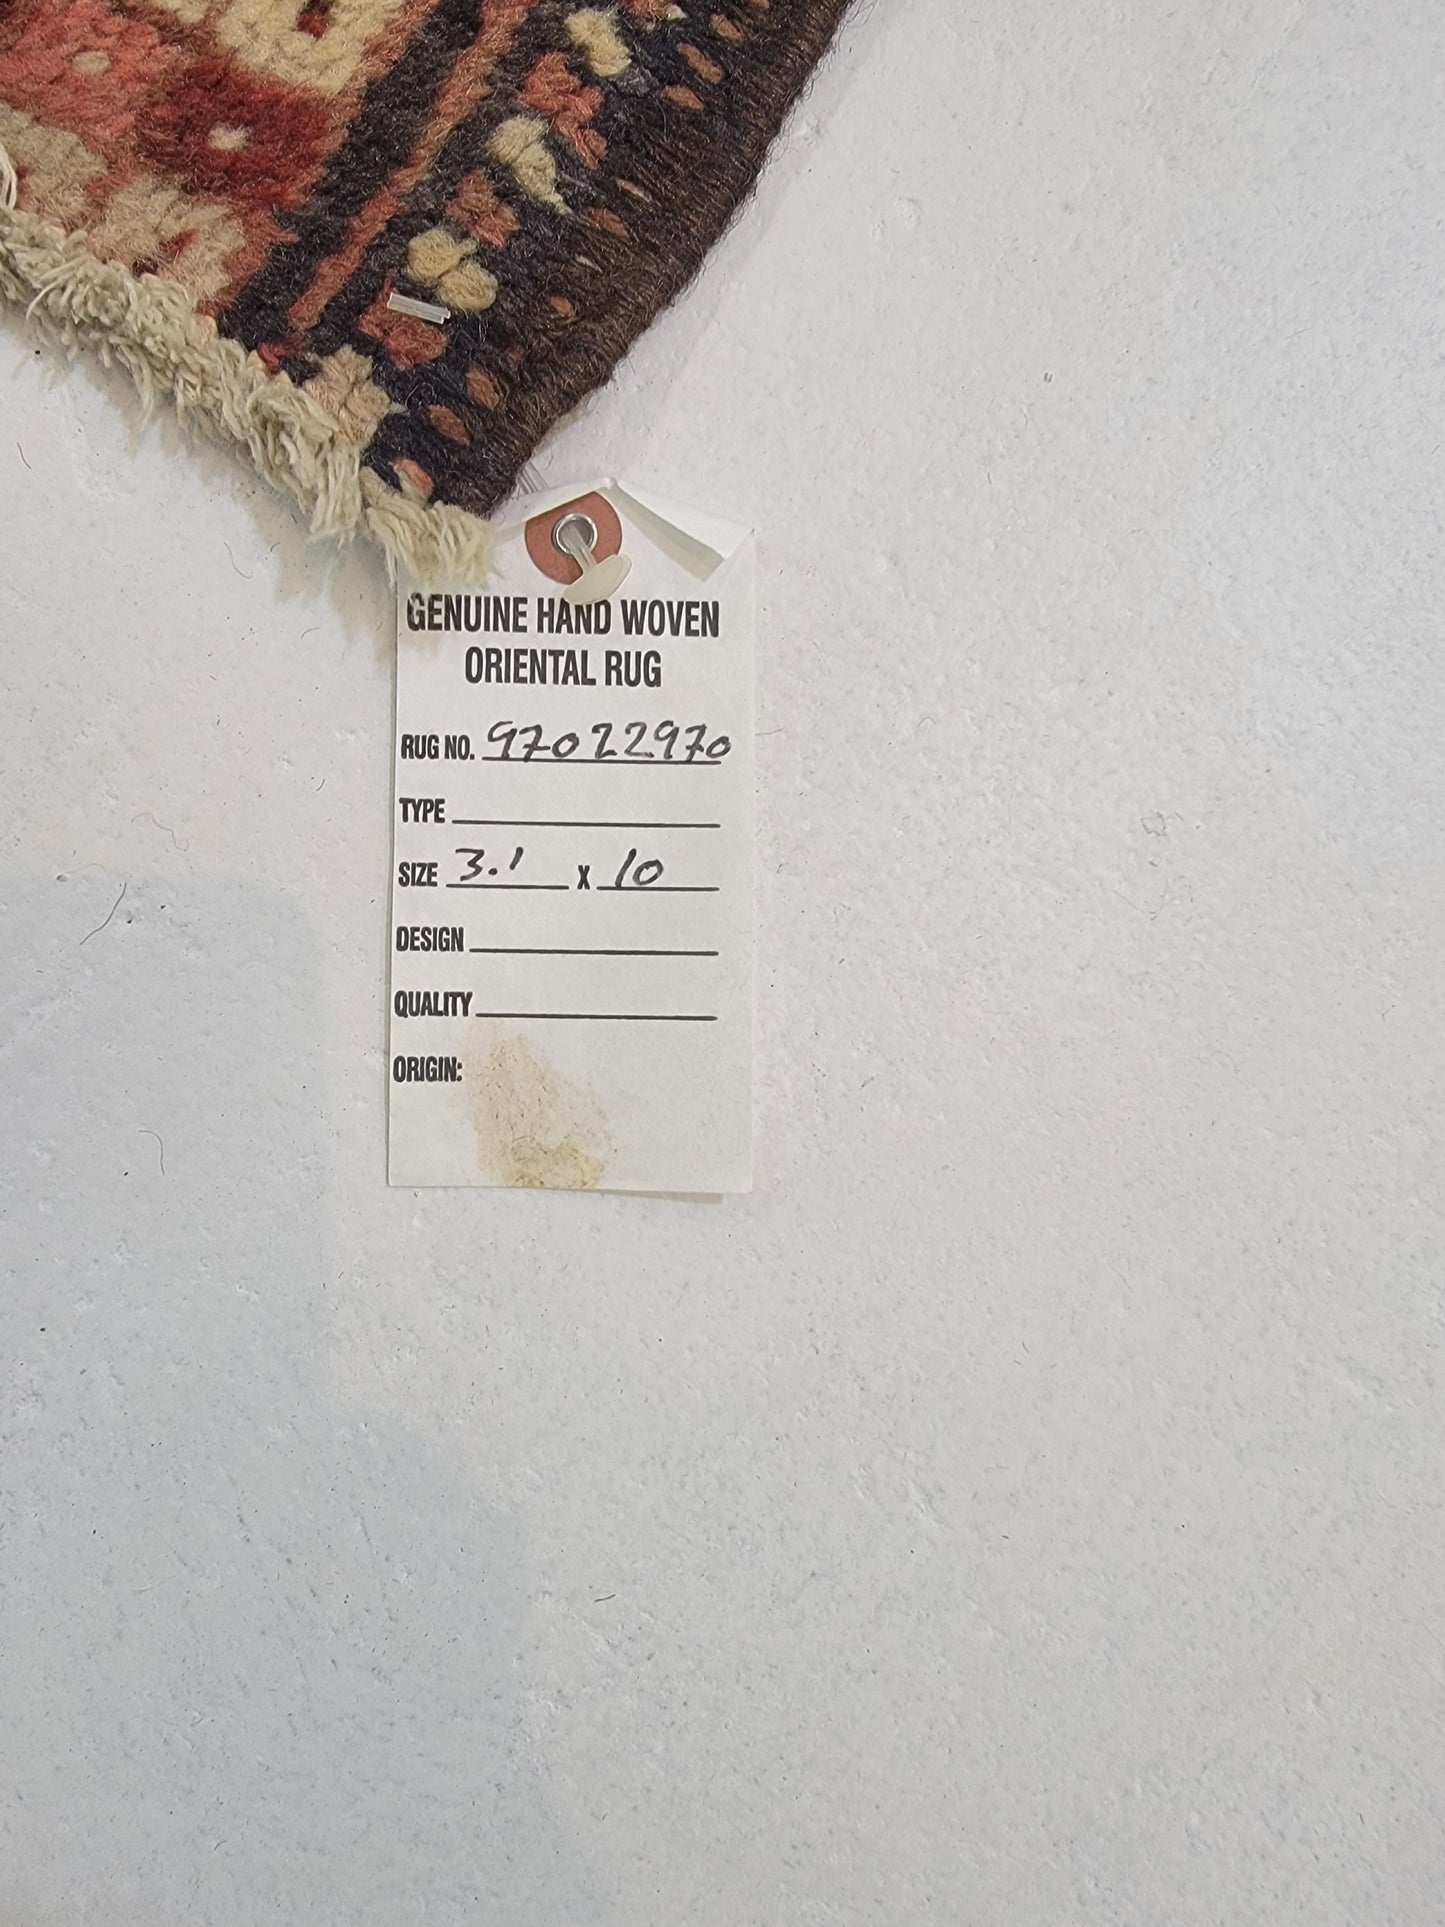 GENUINE HAND WOVEN
ORIENTAL RUG
RUG NO. 97022970
TYPE
SIZE 3.1 X 10
DESIGN
QUALITY
ORIGIN: